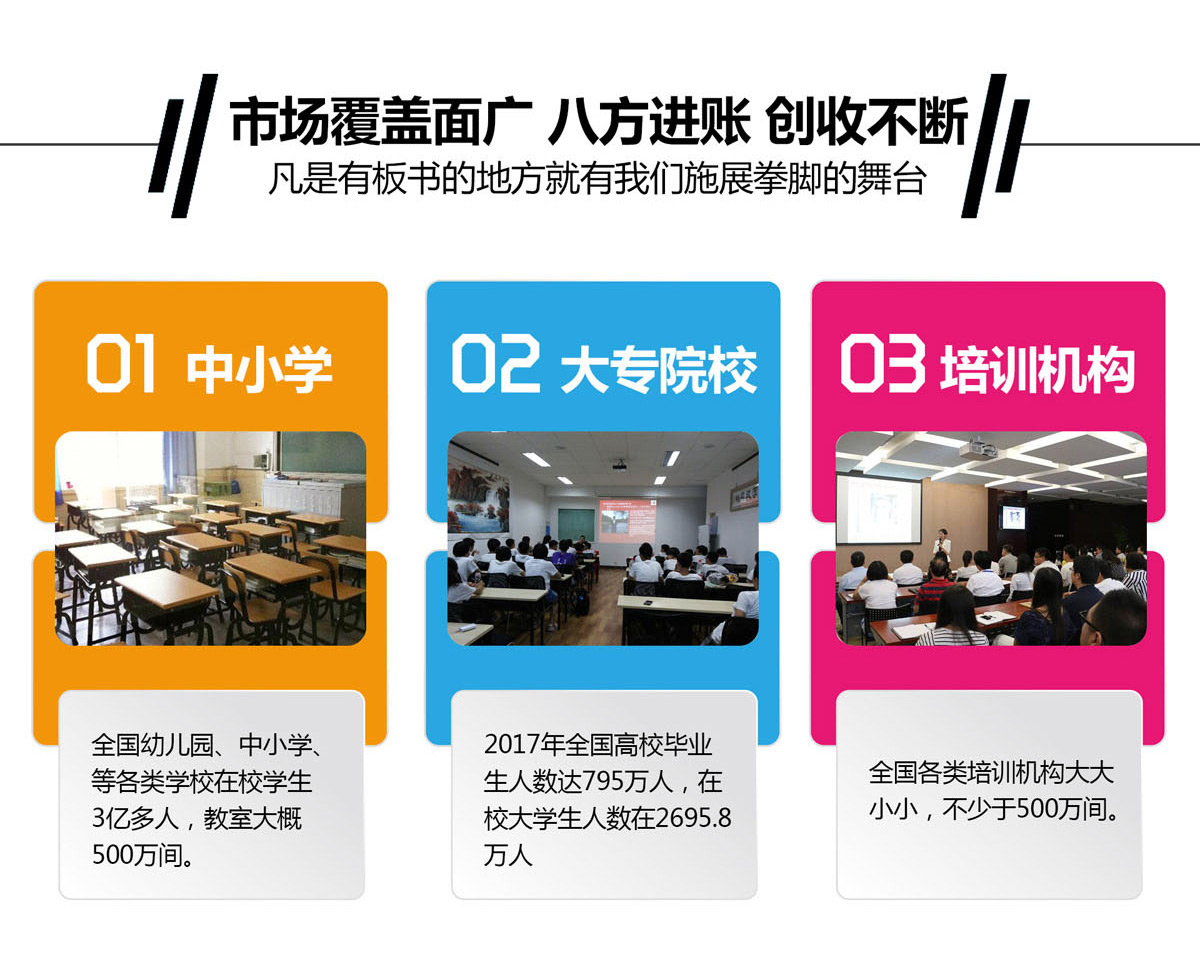 市场覆盖面广 八方进账 创收不断
凡是有板书的地方就有我们施展拳脚的舞台
01 中小学
全国幼儿园、中小学、
等各类学校在校学生
3亿多人，教室大概
500万间。
02 大专院校
2017年全国高校毕业
生人数达795万人，在
校大学生人数在2695.8
万人
03 培训机构
全国各类培训机构大大
小小，不少于500万间。